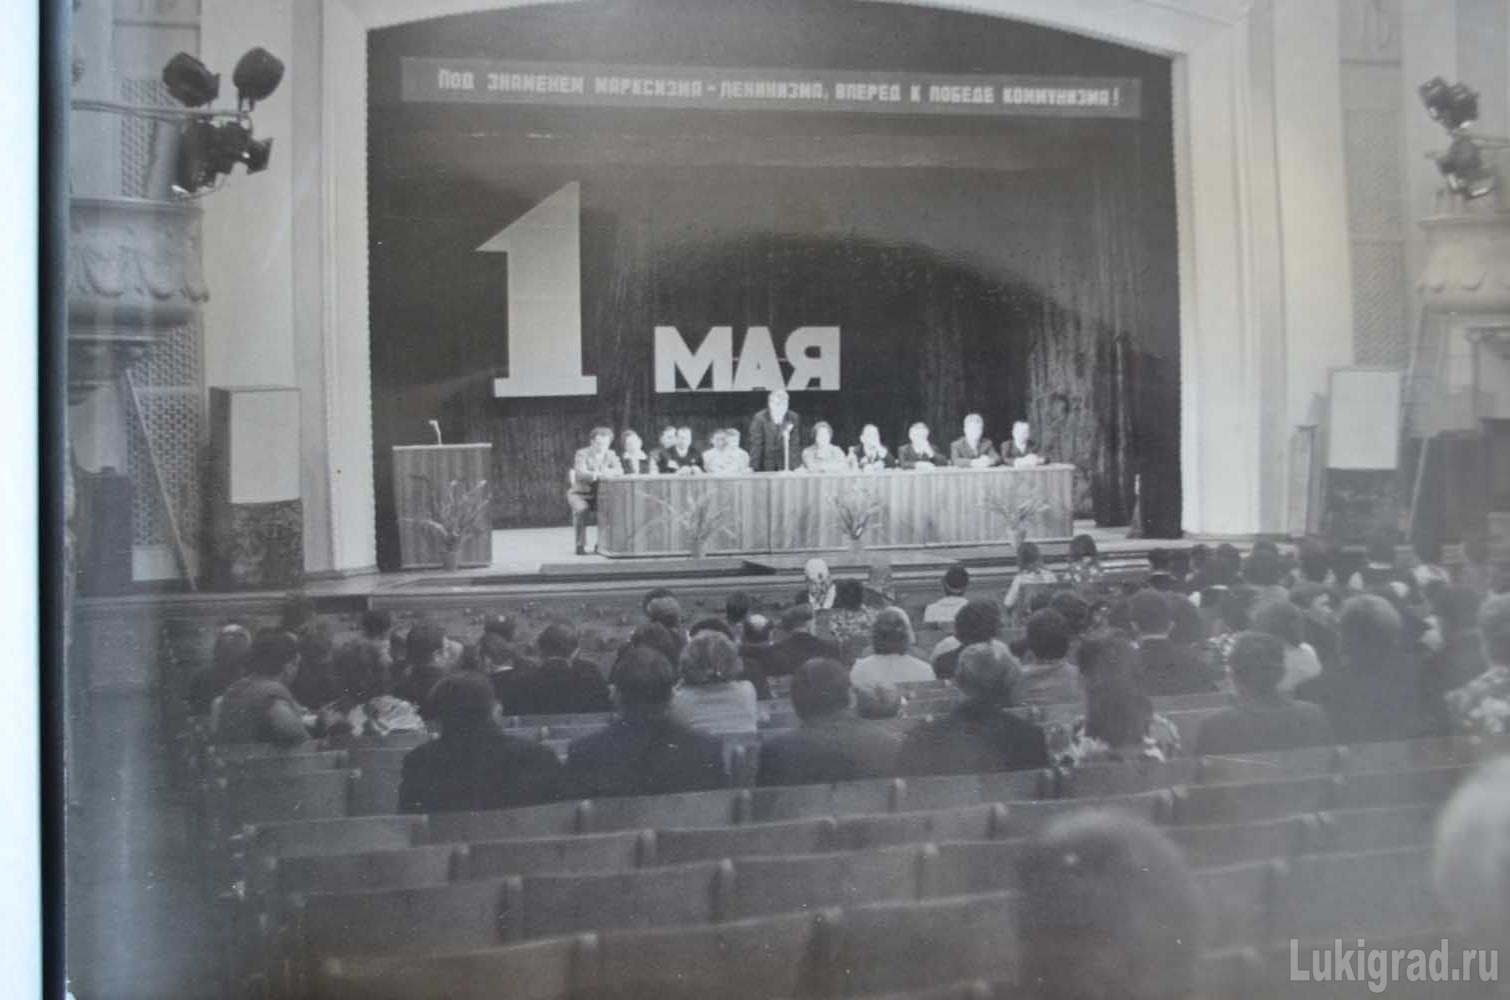 Под знаменем марксизма-ленинизма, вперед к победе коммунизма!
1
МАЯ
Lukigrad.ru